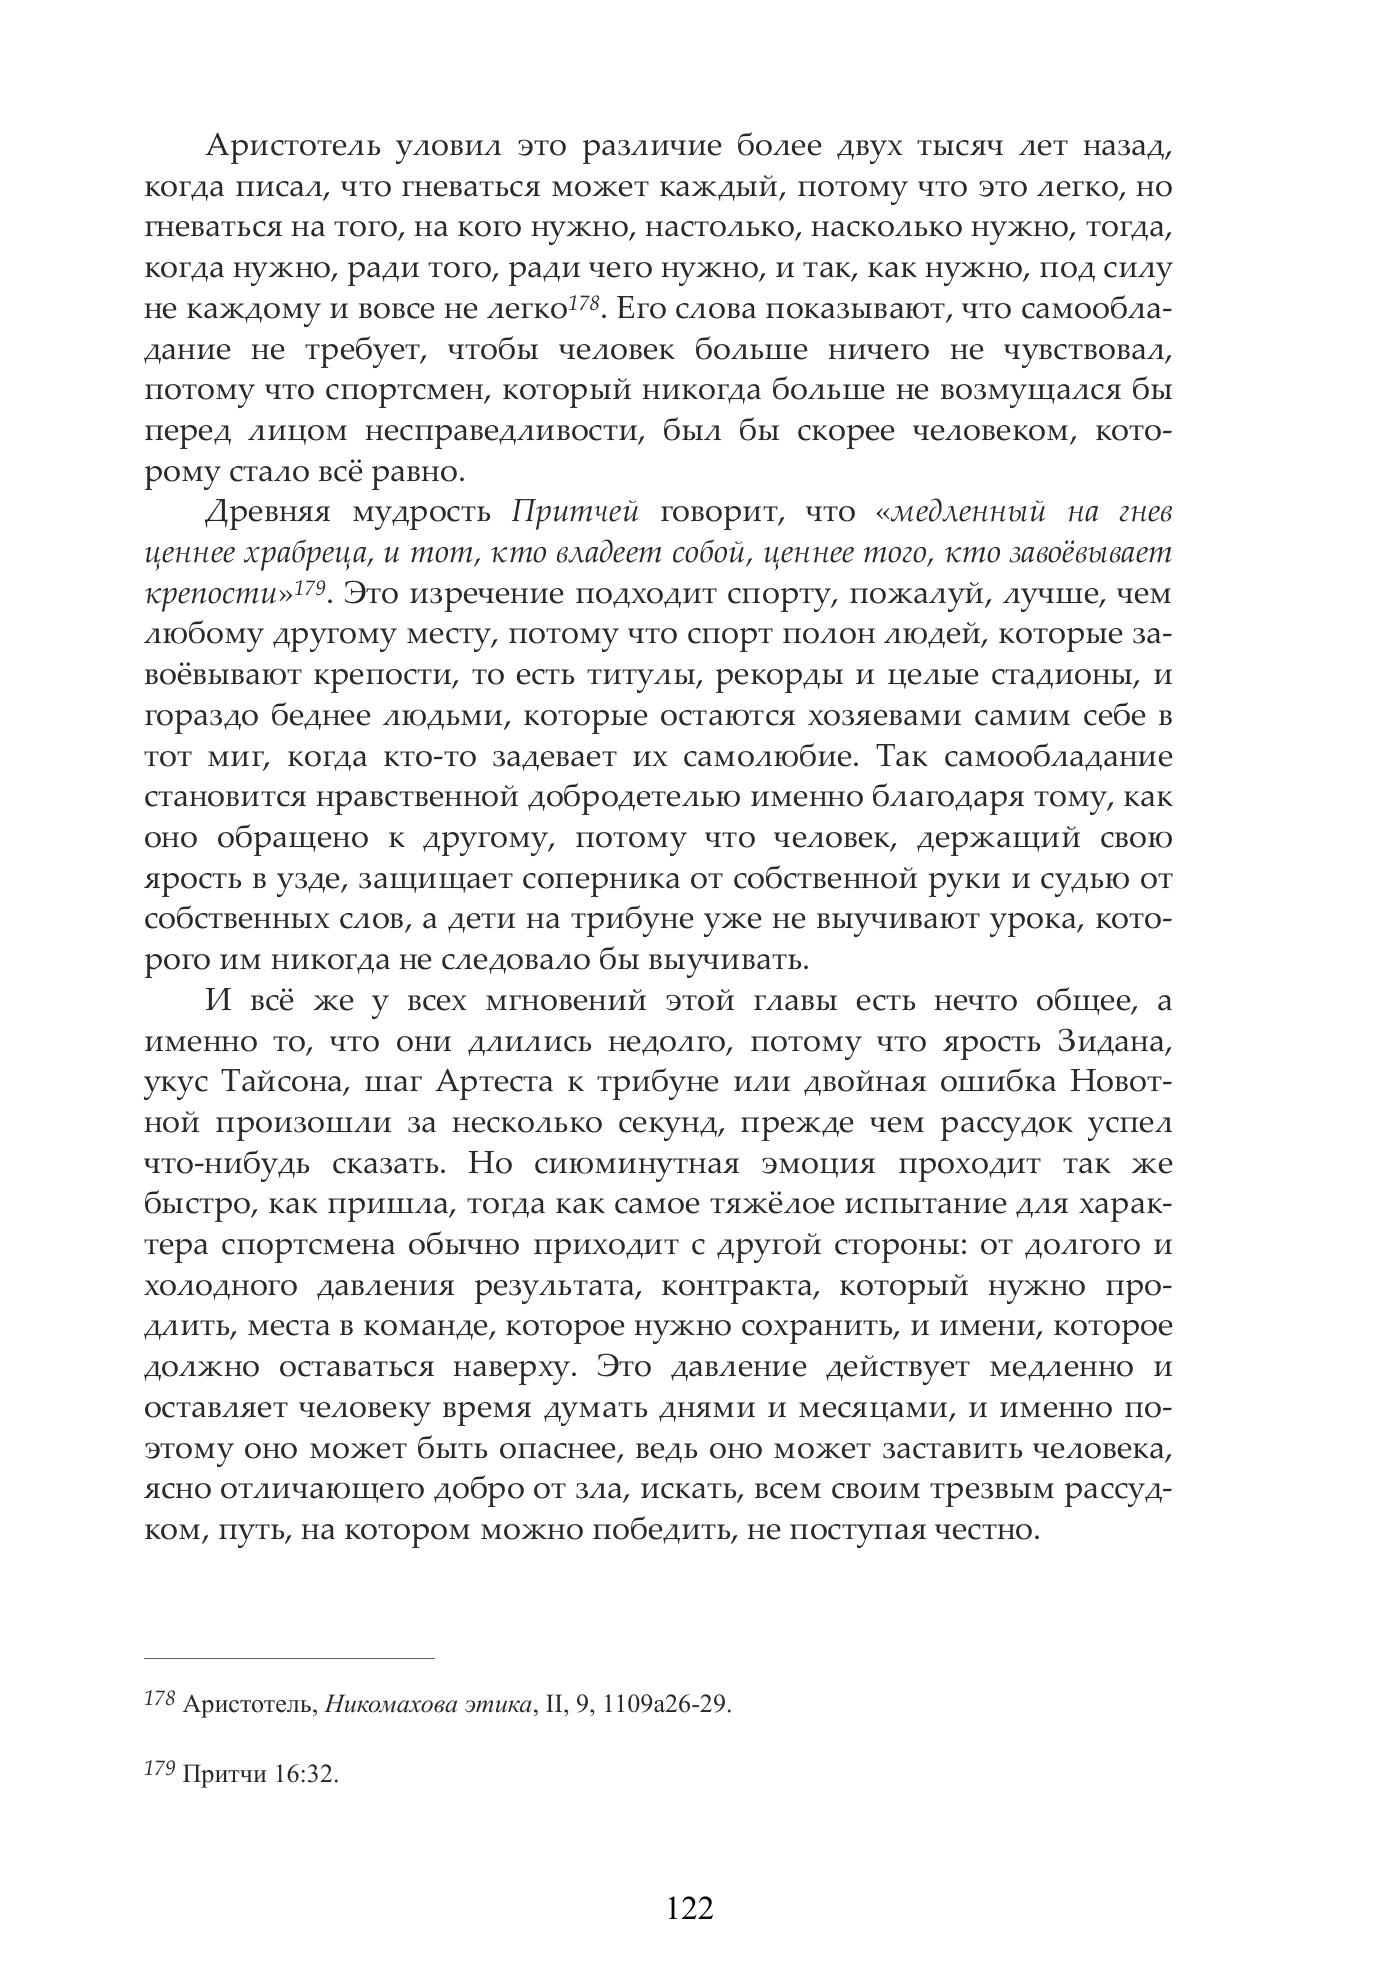 Аристотель уловил это различие более двух тысяч лет назад,
когда писал, что гневаться может каждый, потому что это легко, но
гневаться на того, на кого нужно, настолько, насколько нужно, тогда,
когда нужно, ради того, ради чего нужно, и так, как нужно, под силу
не каждому и вовсе не легко178. Его слова показывают, что самообла-
дание не требует, чтобы человек больше ничего не чувствовал,
потому что спортсмен, который никогда больше не возмущался бы
перед лицом несправедливости, был бы скорее человеком, кото-
рому стало всё равно.
Древняя мудрость Притчей говорит, что «медленный на гнев
ценнее храбреца, и тот, кто владеет собой, ценнее того, кто завоёвывает
крепости»179. Это изречение подходит спорту, пожалуй, лучше, чем
любому другому месту, потому что спорт полон людей, которые за-
воёвывают крепости, то есть титулы, рекорды и целые стадионы, и
гораздо беднее людьми, которые остаются хозяевами самим себе в
тот миг, когда кто-то задевает их самолюбие. Так самообладание
становится нравственной добродетелью именно благодаря тому, как
оно обращено к другому, потому что человек, держащий свою
ярость в узде, защищает соперника от собственной руки и судью от
собственных слов, а дети на трибуне уже не выучивают урока, кото-
рого им никогда не следовало бы выучивать.
И всё же у всех мгновений этой главы есть нечто общее, а
именно то, что они длились недолго, потому что ярость Зидана,
укус Тайсона, шаг Артеста к трибуне или двойная ошибка Новот-
ной произошли за несколько секунд, прежде чем рассудок успел
что-нибудь сказать. Но сиюминутная эмоция проходит так же
быстро, как пришла, тогда как самое тяжёлое испытание для харак-
тера спортсмена обычно приходит с другой стороны: от долгого и
холодного давления результата, контракта, который нужно про-
длить, места в команде, которое нужно сохранить, и имени, которое
должно оставаться наверху. Это давление действует медленно и
оставляет человеку время думать днями и месяцами, и именно по-
этому оно может быть опаснее, ведь оно может заставить человека,
ясно отличающего добро от зла, искать, всем своим трезвым рассуд-
ком, путь, на котором можно победить, не поступая честно.
178 Аристотель, Никомахова этика, II, 9, 1109a26-29.
179 Притчи 16:32.
122